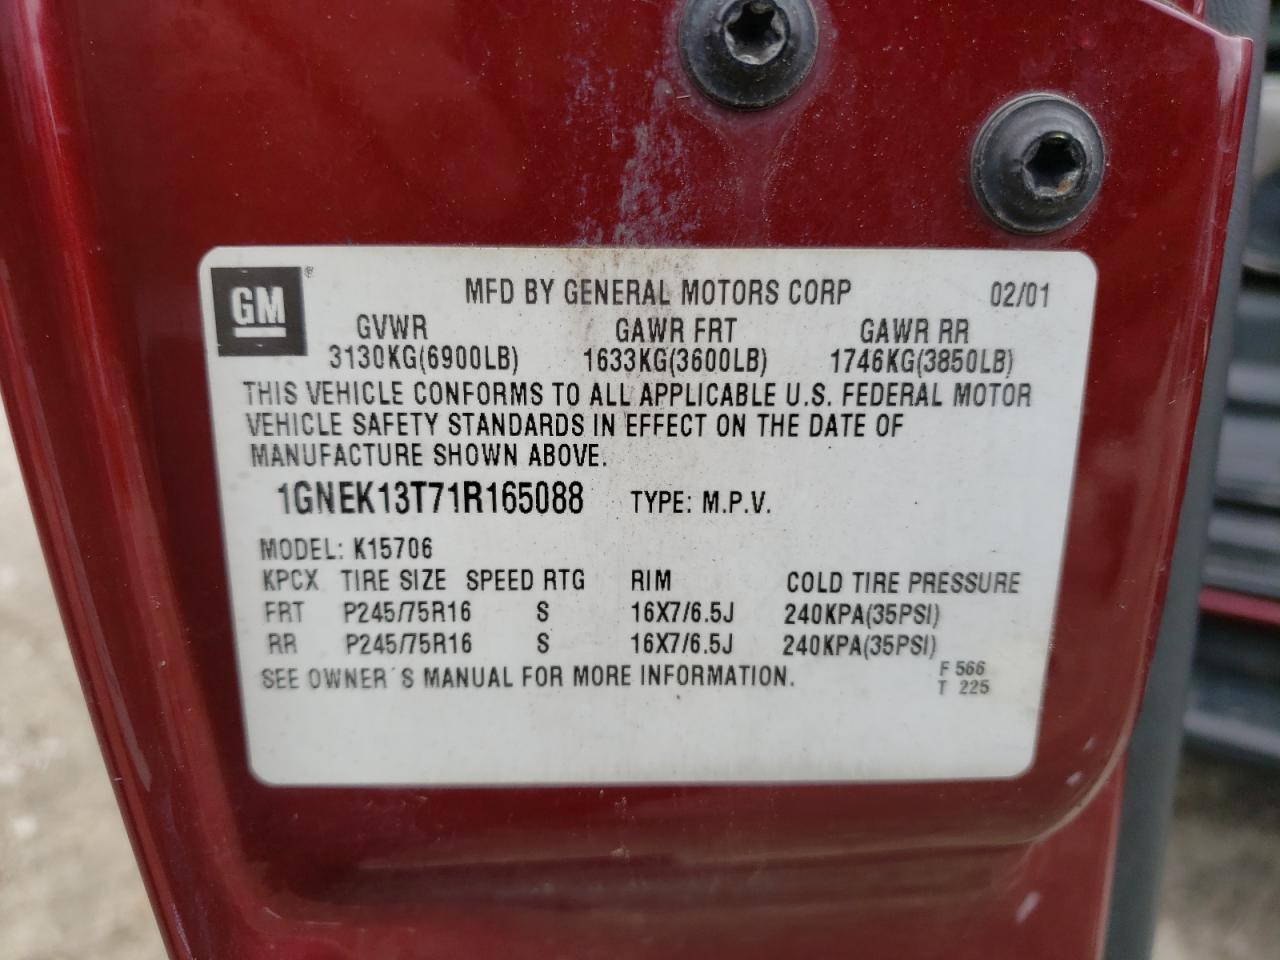 GM ®
MFD BY GENERAL MOTORS CORP 02/01
GVWR GAWR FRT GAWR RR
3130KG(6900LB) 1633KG(3600LB) 1746KG(3850LB)
THIS VEHICLE CONFORMS TO ALL APPLICABLE U.S. FEDERAL MOTOR
VEHICLE SAFETY STANDARDS IN EFFECT ON THE DATE OF
MANUFACTURE SHOWN ABOVE.
1GNEK13T71R165088 TYPE: M.P.V.
MODEL: K15706
KPCX TIRE SIZE SPEED RTG RIM COLD TIRE PRESSURE
FRT P245/75R16 S 16X7/6.5J 240KPA(35PSI)
RR P245/75R16 S 16X7/6.5J 240KPA(35PSI)
SEE OWNER´S MANUAL FOR MORE INFORMATION. F 566
T 225